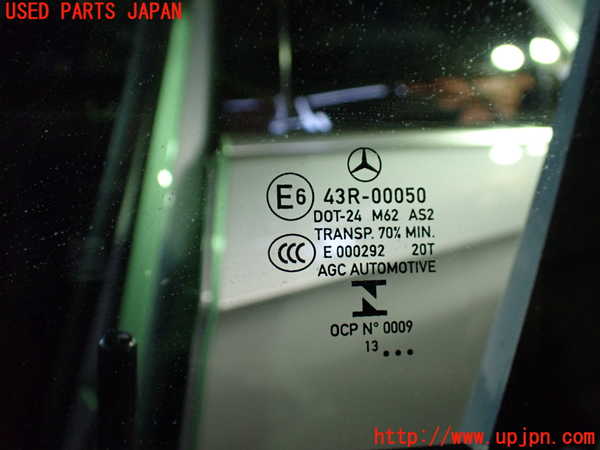 USED PARTS JAPAN
E6 43R-00050
DOT-24 M62 AS2
TRANSP. 70% MIN.
CCC E 000292 20T
AGC AUTOMOTIVE
N
OCP N° 0009
13 ...
http://www.upjpn.com